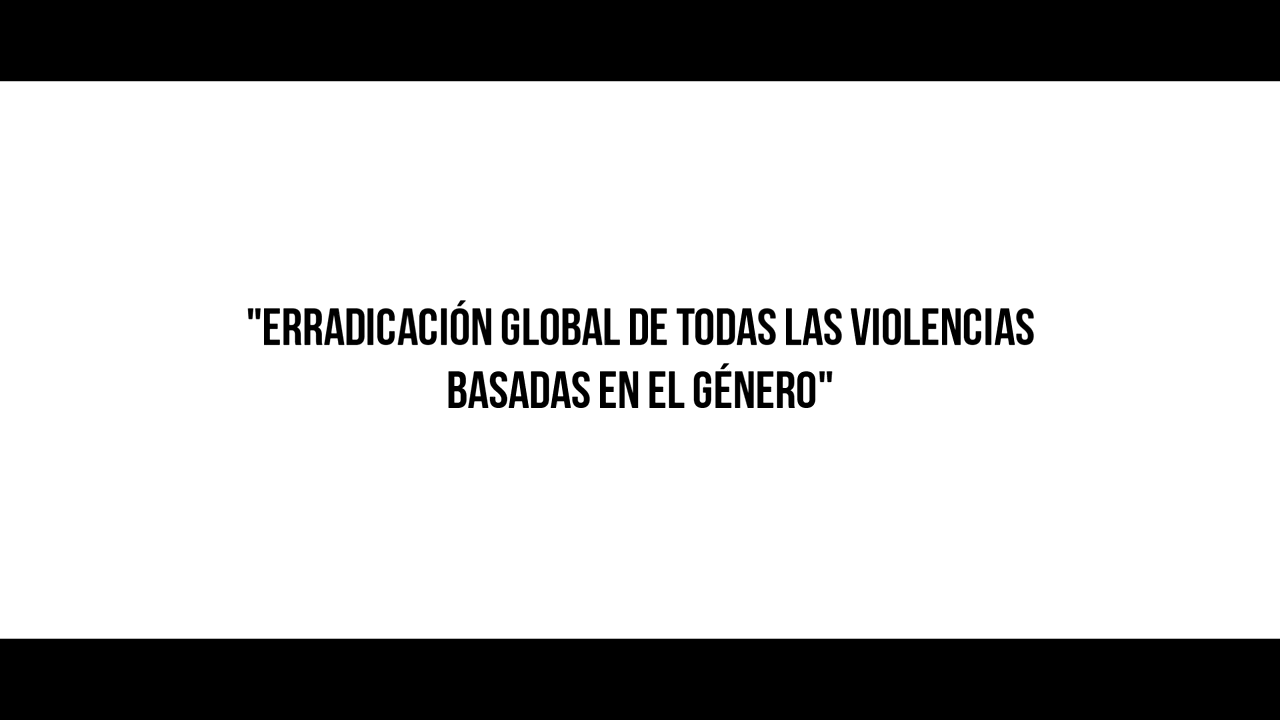 "ERRADICACIÓN GLOBAL DE TODAS LAS VIOLENCIAS
BASADAS EN EL GÉNERO"